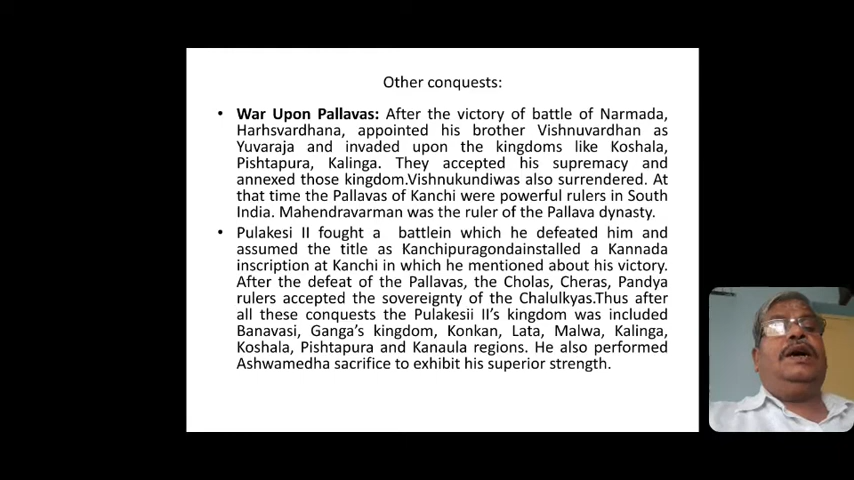 Other conquests:
• War Upon Pallavas: After the victory of battle of Narmada,
Harhsvardhana, appointed his brother Vishnuvardhan as
Yuvaraja and invaded upon the kingdoms like Koshala,
Pishtapura, Kalinga. They accepted his supremacy and
annexed those kingdom.Vishnukundiwas also surrendered. At
that time the Pallavas of Kanchi were powerful rulers in South
India. Mahendravarman was the ruler of the Pallava dynasty.
• Pulakesi II fought a battlein which he defeated him and
assumed the title as Kanchipuragondainstalled a Kannada
inscription at Kanchi in which he mentioned about his victory.
After the defeat of the Pallavas, the Cholas, Cheras, Pandya
rulers accepted the sovereignty of the Chalulkyas.Thus after
all these conquests the Pulakesii II's kingdom was included
Banavasi, Ganga's kingdom, Konkan, Lata, Malwa, Kalinga,
Koshala, Pishtapura and Kanaula regions. He also performed
Ashwamedha sacrifice to exhibit his superior strength.